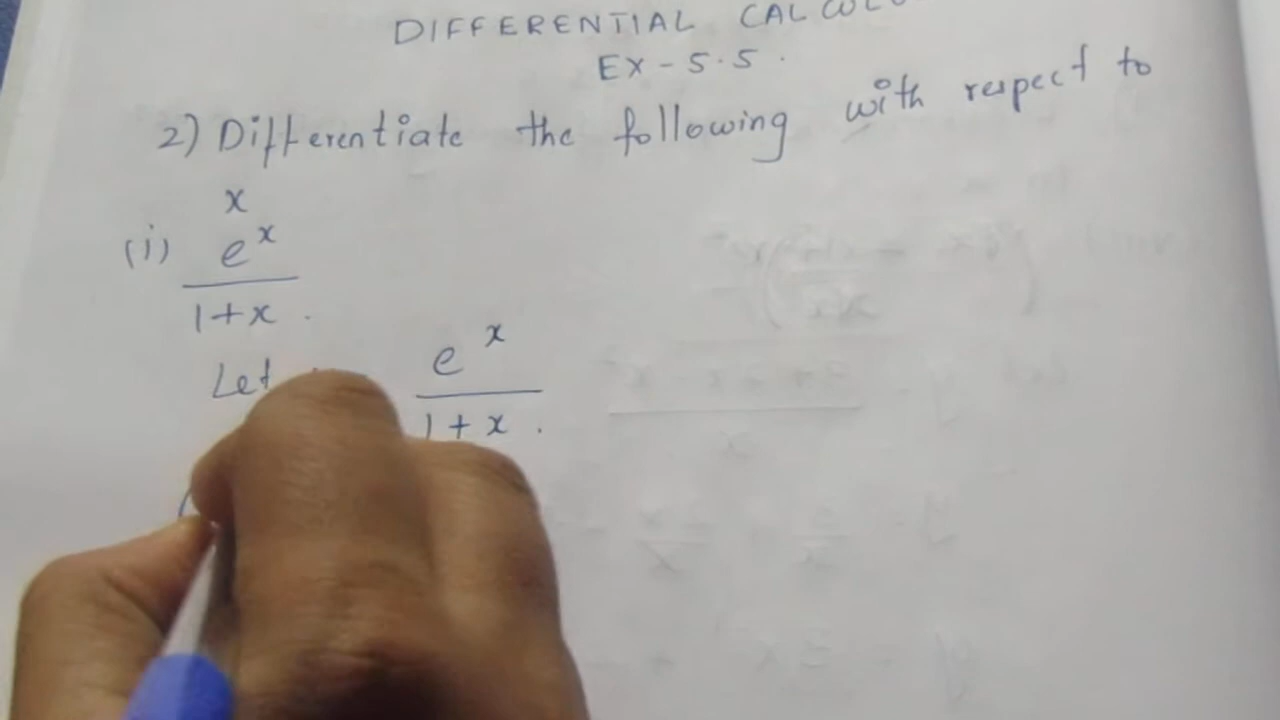 DIFFERENTIAL
EX - 5.5.
2) Differentiate the following with respect to
x
(i) e^x
1+x.
Let e^x
1+x.